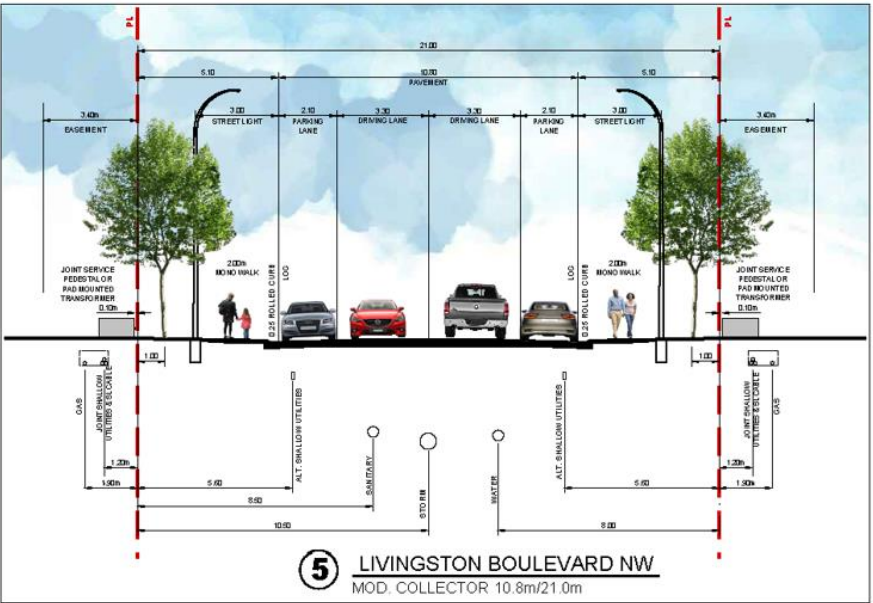 PL
PL
21.00
5.10
10.80
5.10
PAVEMENT
3.40m
3.00
2.10
3.30
3.30
2.10
3.00
3.40m
EASEMENT
STREET LIGHT
PARKING
LANE
DRIVING LANE
DRIVING LANE
PARKING
LANE
STREET LIGHT
EASEMENT
2.00m
MONO WALK
2.00m
MONO WALK
JOINT SERVICE
PEDESTAL OR
PAD MOUNTED
TRANSFORMER
0.10m
0.25 ROLLED CURB
LOG
LOG
0.25 ROLLED CURB
JOINT SERVICE
PEDESTAL OR
PAD MOUNTED
TRANSFORMER
0.10m
1.00
1.00
GAS
JOINT SHALLOW
UTILITIES & SL CABLE
ALT. SHALLOW UTILITIES
SANITARY
STORM
WATER
ALT. SHALLOW UTILITIES
JOINT SHALLOW
UTILITIES & SL CABLE
GAS
1.20m
1.20m
1.90m
5.60
5.60
1.90m
8.50
10.50
8.00
5 LIVINGSTON BOULEVARD NW
MOD. COLLECTOR 10.8m/21.0m